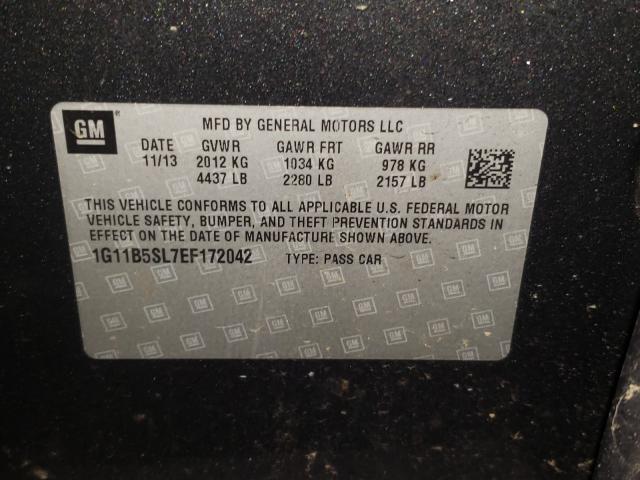 GM
MFD BY GENERAL MOTORS LLC
DATE GVWR GAWR FRT GAWR RR
11/13 2012 KG 1034 KG 978 KG
4437 LB 2280 LB 2157 LB
THIS VEHICLE CONFORMS TO ALL APPLICABLE U.S. FEDERAL MOTOR
VEHICLE SAFETY, BUMPER, AND THEFT PREVENTION STANDARDS IN
EFFECT ON THE DATE OF MANUFACTURE SHOWN ABOVE.
1G11B5SL7EF172042 TYPE: PASS CAR